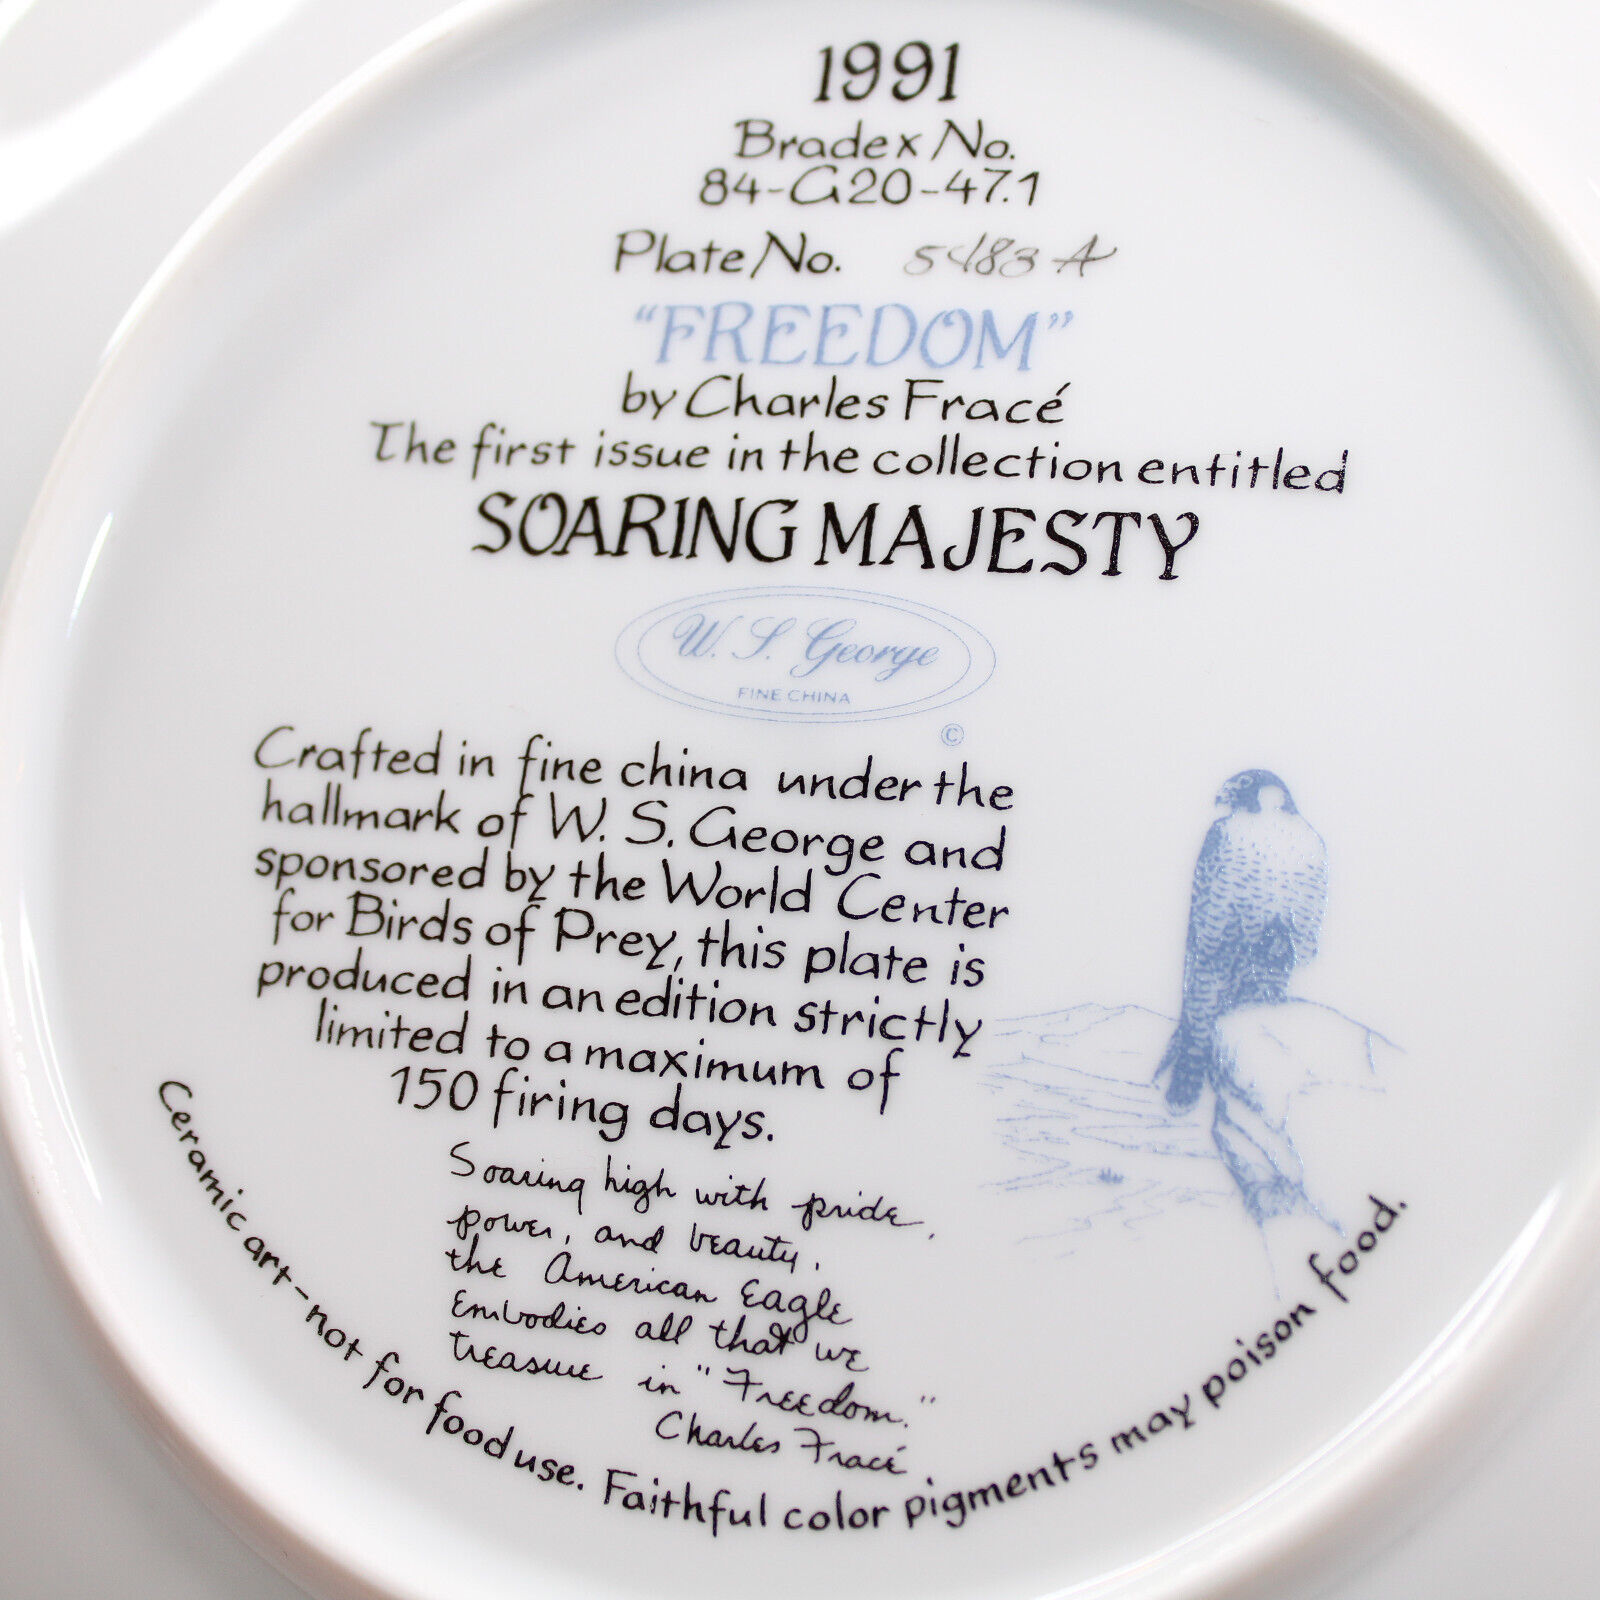 1991
Bradex No.
84-G20-47.1
Plate No. 5483 A
"FREEDOM"
by Charles Fracé
The first issue in the collection entitled
SOARING MAJESTY
W. S. George
FINE CHINA
©
Crafted in fine china under the
hallmark of W. S. George and
sponsored by the World Center
for Birds of Prey, this plate is
produced in an edition strictly
limited to a maximum of
150 firing days.
Soaring high with pride,
power, and beauty,
the American Eagle
Embodies all that we
treasure in "Freedom."
Charles Fracé
Ceramic art–not for food use. Faithful color pigments may poison food.